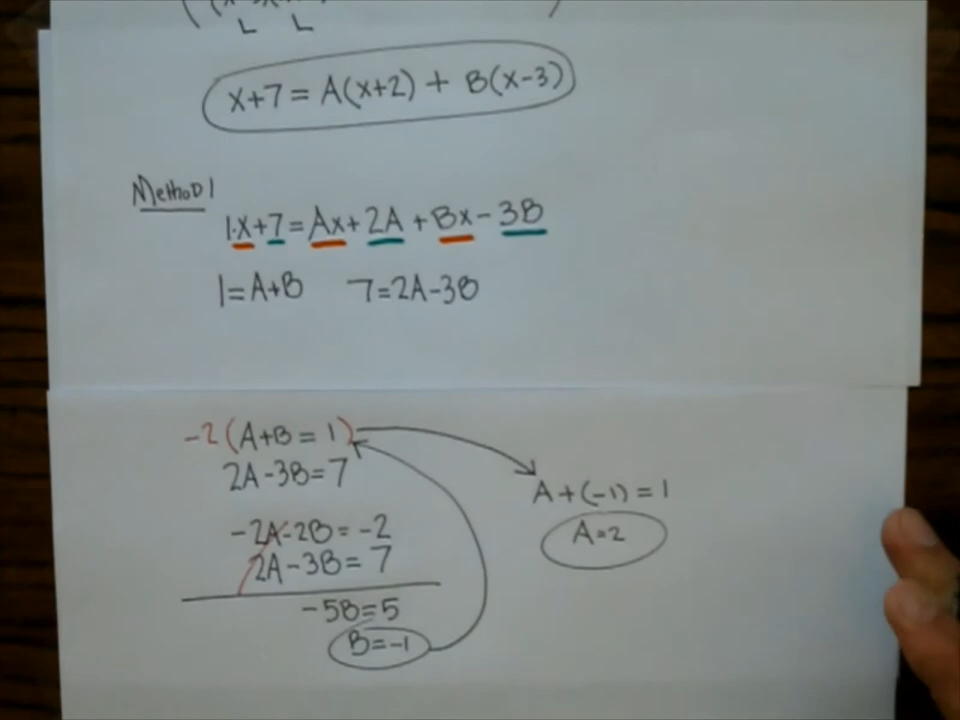 x+7 = A(x+2) + B(x-3)
Method 1
1·x+7 = Ax+2A+Bx-3B
1=A+B 7=2A-3B
-2(A+B = 1)
2A-3B=7
A+(-1)=1
-2A-2B = -2
A=2
2A-3B= 7
-5B=5
B=-1